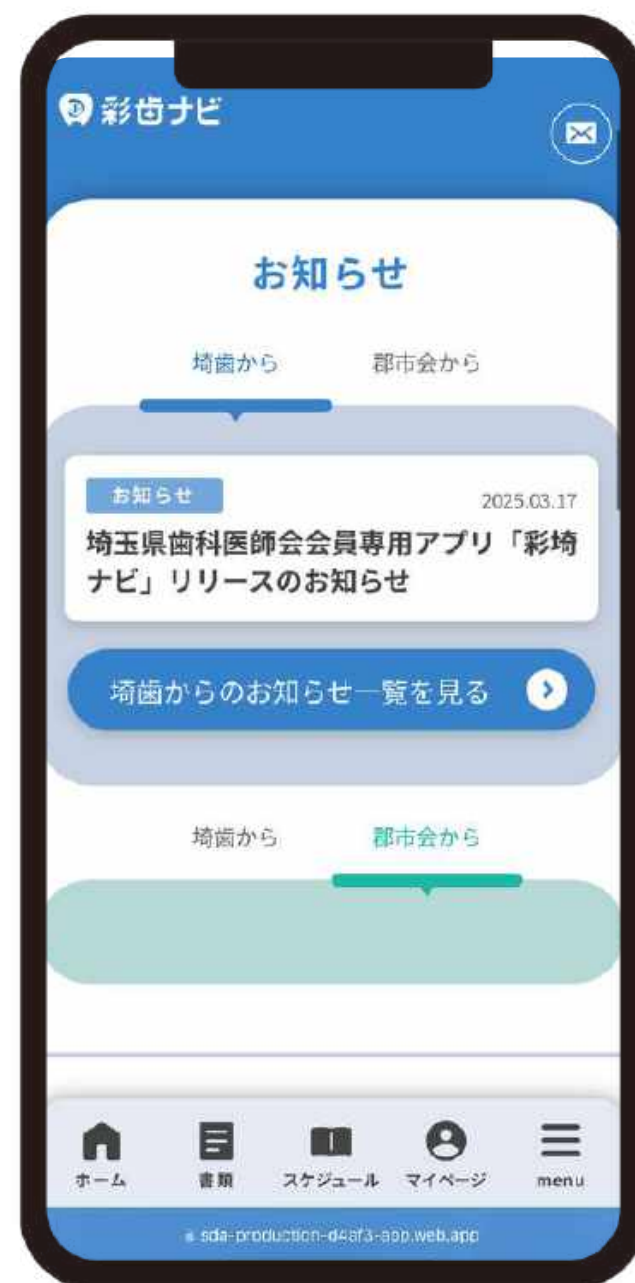 彩歯ナビ
お知らせ
埼歯から 郡市会から
お知らせ 2025.03.17
埼玉県歯科医師会会員専用アプリ「彩埼
ナビ」リリースのお知らせ
埼歯からのお知らせ一覧を見る
埼歯から 郡市会から
ホーム 書類 スケジュール マイページ menu
sda-production-d4af3-app.web.app